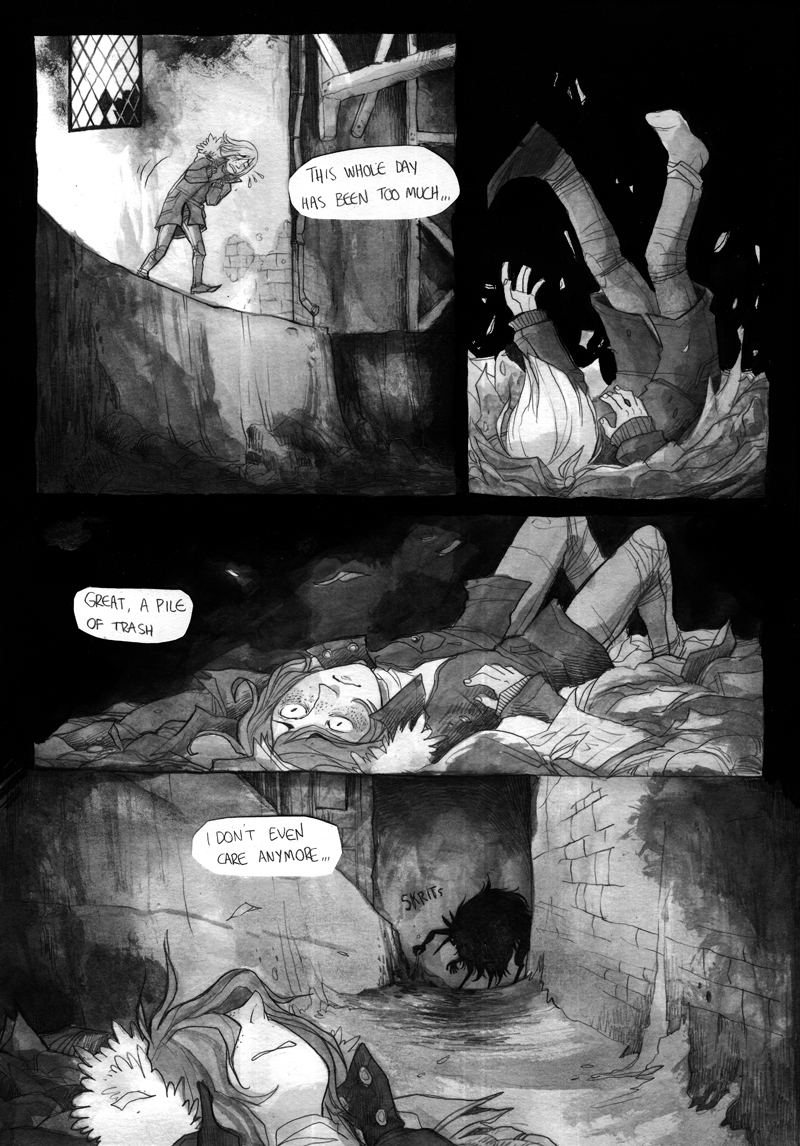 THIS WHOLE DAY
HAS BEEN TOO MUCH...
GREAT, A PILE
OF TRASH
I DON'T EVEN
CARE ANYMORE...
SKRITS